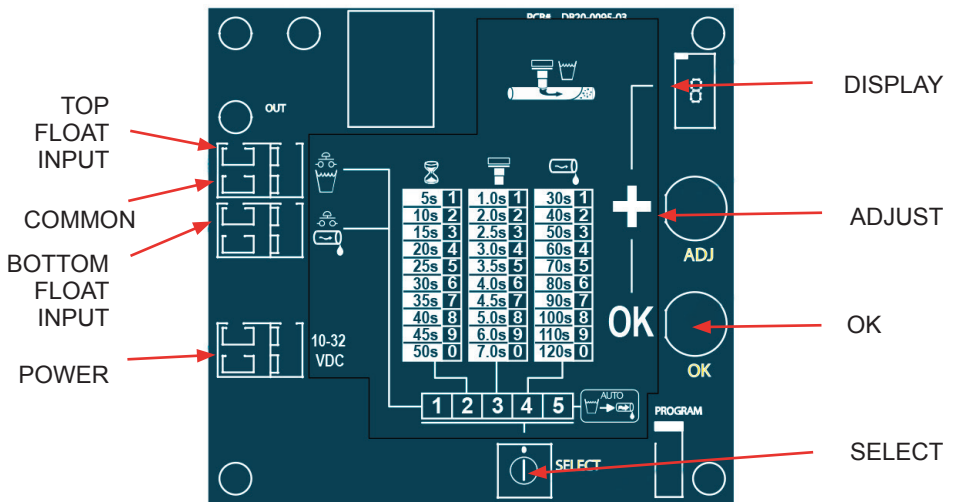 PCB# DB20-0095-03
DISPLAY
TOP
FLOAT
INPUT
OUT
COMMON
BOTTOM
FLOAT
INPUT
ADJUST
ADJ
5s 1 1.0s 1 30s 1
10s 2 2.0s 2 40s 2
15s 3 2.5s 3 50s 3
20s 4 3.0s 4 60s 4
25s 5 3.5s 5 70s 5
30s 6 4.0s 6 80s 6
35s 7 4.5s 7 90s 7
40s 8 5.0s 8 100s 8
45s 9 6.0s 9 110s 9
50s 0 7.0s 0 120s 0
+
OK
OK
OK
POWER
10-32
VDC
1 2 3 4 5
AUTO
PROGRAM
SELECT
SELECT
8